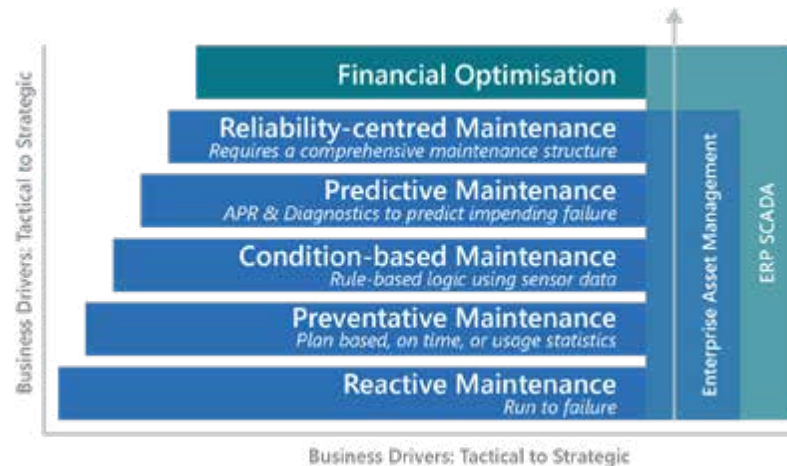 Financial Optimisation
Reliability-centred Maintenance
Requires a comprehensive maintenance structure
Predictive Maintenance
APR & Diagnostics to predict impending failure
Condition-based Maintenance
Rule-based logic using sensor data
Preventative Maintenance
Plan based, on time, or usage statistics
Reactive Maintenance
Run to failure
Enterprise Asset Management
ERP SCADA
Business Drivers: Tactical to Strategic
Business Drivers: Tactical to Strategic